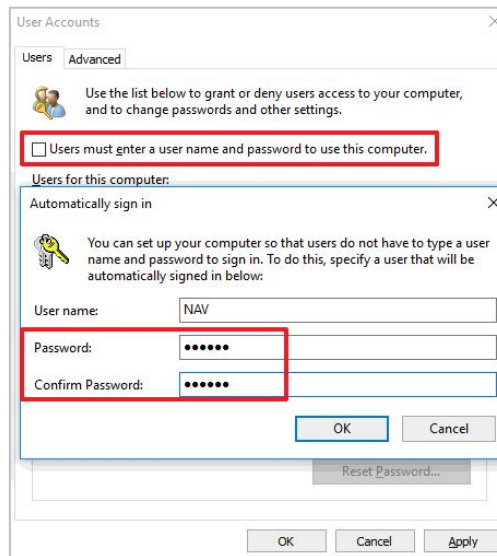 User Accounts
Users
Advanced
Use the list below to grant or deny users access to your computer,
and to change passwords and other settings.
Users must enter a user name and password to use this computer.
Users for this computer:
Automatically sign in
You can set up your computer so that users do not have to type a user
name and password to sign in. To do this, specify a user that will be
automatically signed in below:
User name:
NAV
Password:
●●●●●●
Confirm Password:
●●●●●●
OK
Cancel
Reset Password...
OK
Cancel
Apply